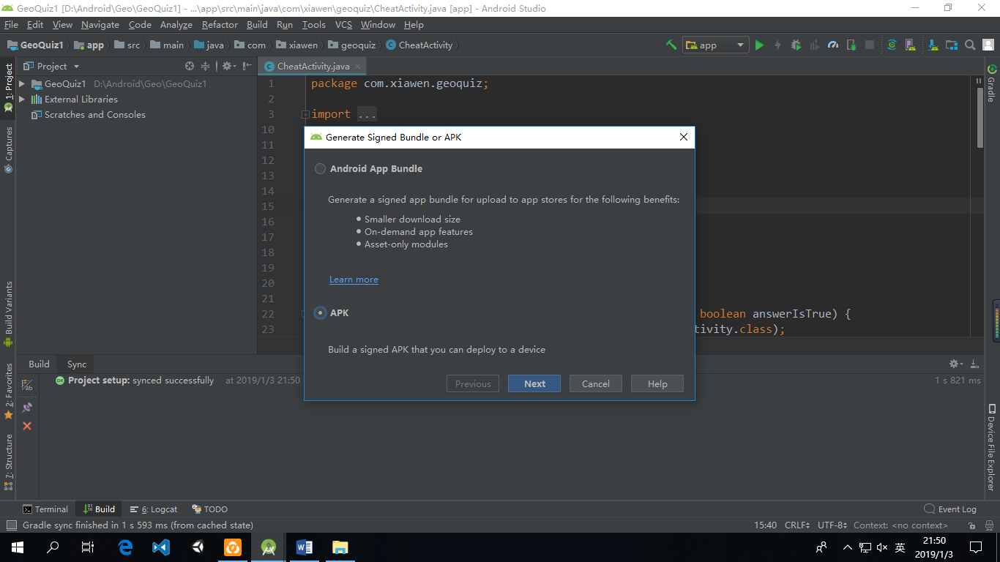 GeoQuiz1 [D:\Android\Geo\GeoQuiz1] - ...\app\src\main\java\com\xiawen\geoquiz\CheatActivity.java [app] - Android Studio
File Edit View Navigate Code Analyze Refactor Build Run Tools VCS Window Help
GeoQuiz1 app src main java com xiawen geoquiz CheatActivity app
1: Project
Captures
Build Variants
2: Favorites
7: Structure
Project
GeoQuiz1 D:\Android\Geo\GeoQuiz1
External Libraries
Scratches and Consoles
CheatActivity.java
1 package com.xiawen.geoquiz;
2
3 import ...
10
11
12
13
14
15
16
17
18
19
20
21
22 boolean answerIsTrue) {
23 tivity.class);
Generate Signed Bundle or APK
Android App Bundle
Generate a signed app bundle for upload to app stores for the following benefits:
• Smaller download size
• On-demand app features
• Asset-only modules
Learn more
APK
Build a signed APK that you can deploy to a device
Previous Next Cancel Help
Gradle
Device File Explorer
Build Sync
OK Project setup: synced successfully at 2019/1/3 21:50 1 s 821 ms
Terminal Build 6: Logcat TODO Event Log
Gradle sync finished in 1 s 593 ms (from cached state) 15:40 CRLF UTF-8 Context: <no context>
英
21:50
2019/1/3